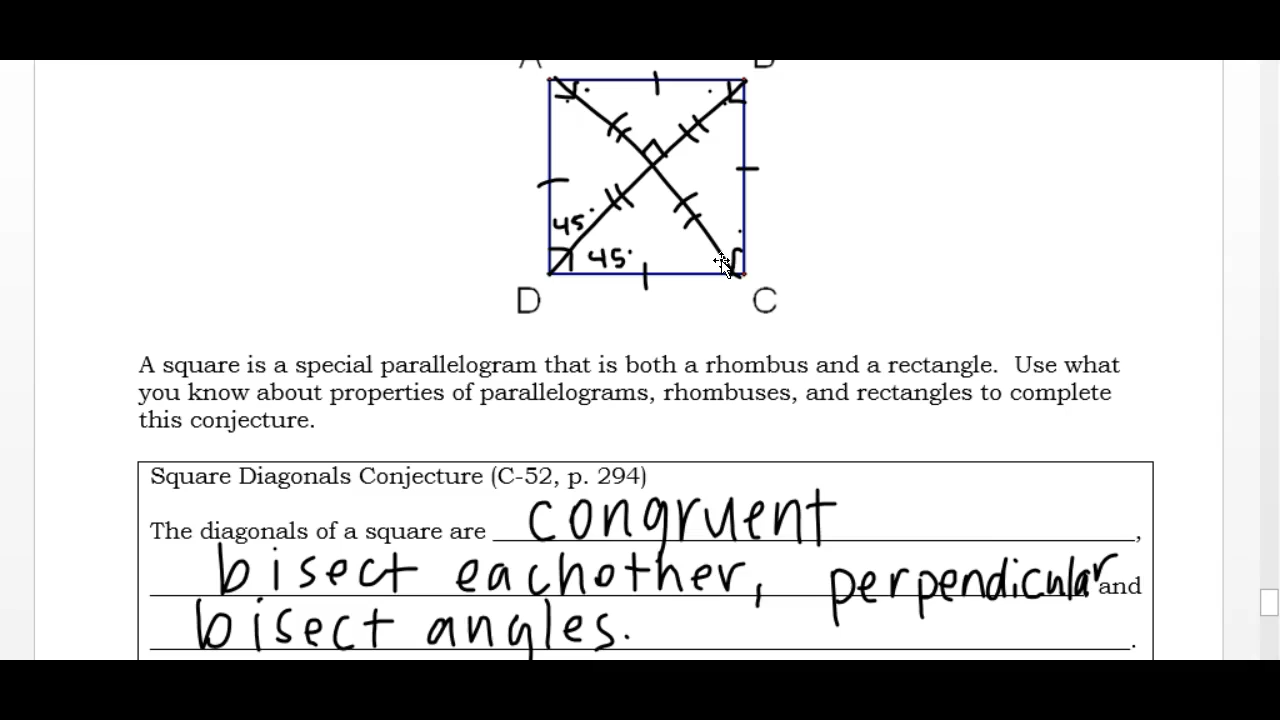 45°
45°
D
C
A square is a special parallelogram that is both a rhombus and a rectangle. Use what
you know about properties of parallelograms, rhombuses, and rectangles to complete
this conjecture.
Square Diagonals Conjecture (C-52, p. 294)
The diagonals of a square are congruent,
bisect eachother, perpendicular and
bisect angles. .